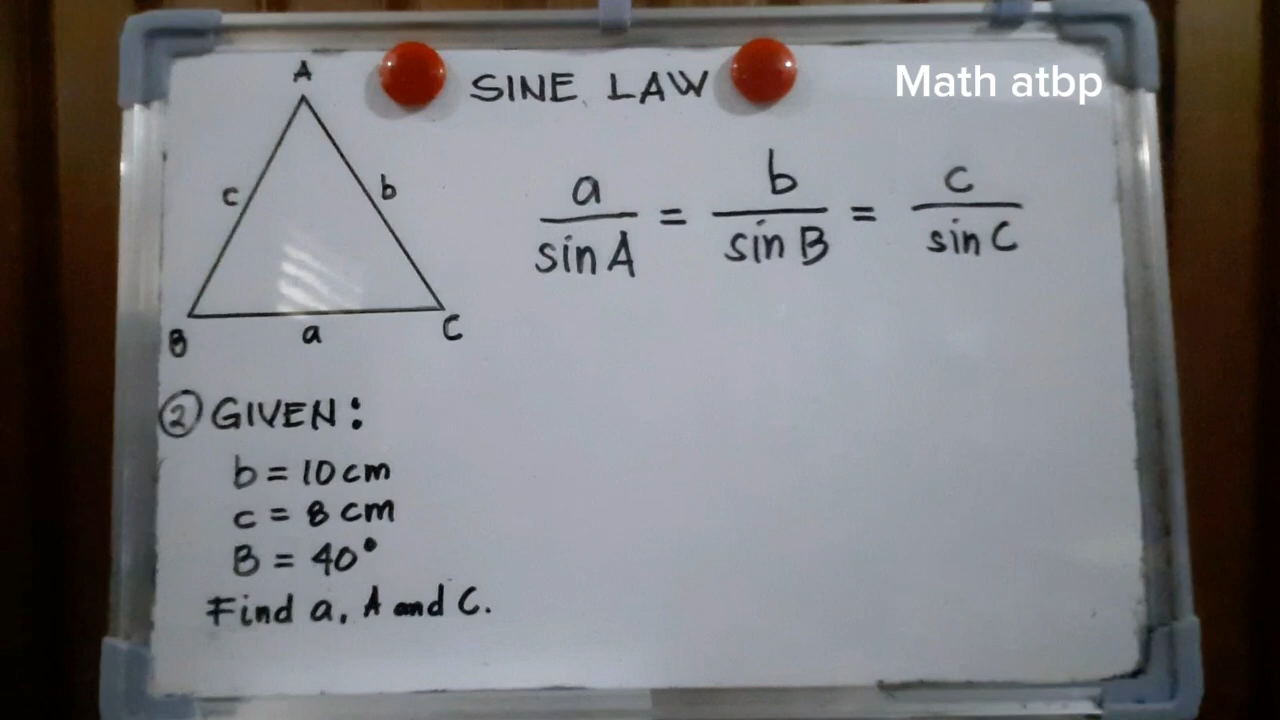 SINE LAW
Math atbp
A
c
b
B
a
C
a/sin A = b/sin B = c/sin C
② GIVEN:
b = 10 cm
c = 8 cm
B = 40°
Find a, A and C.